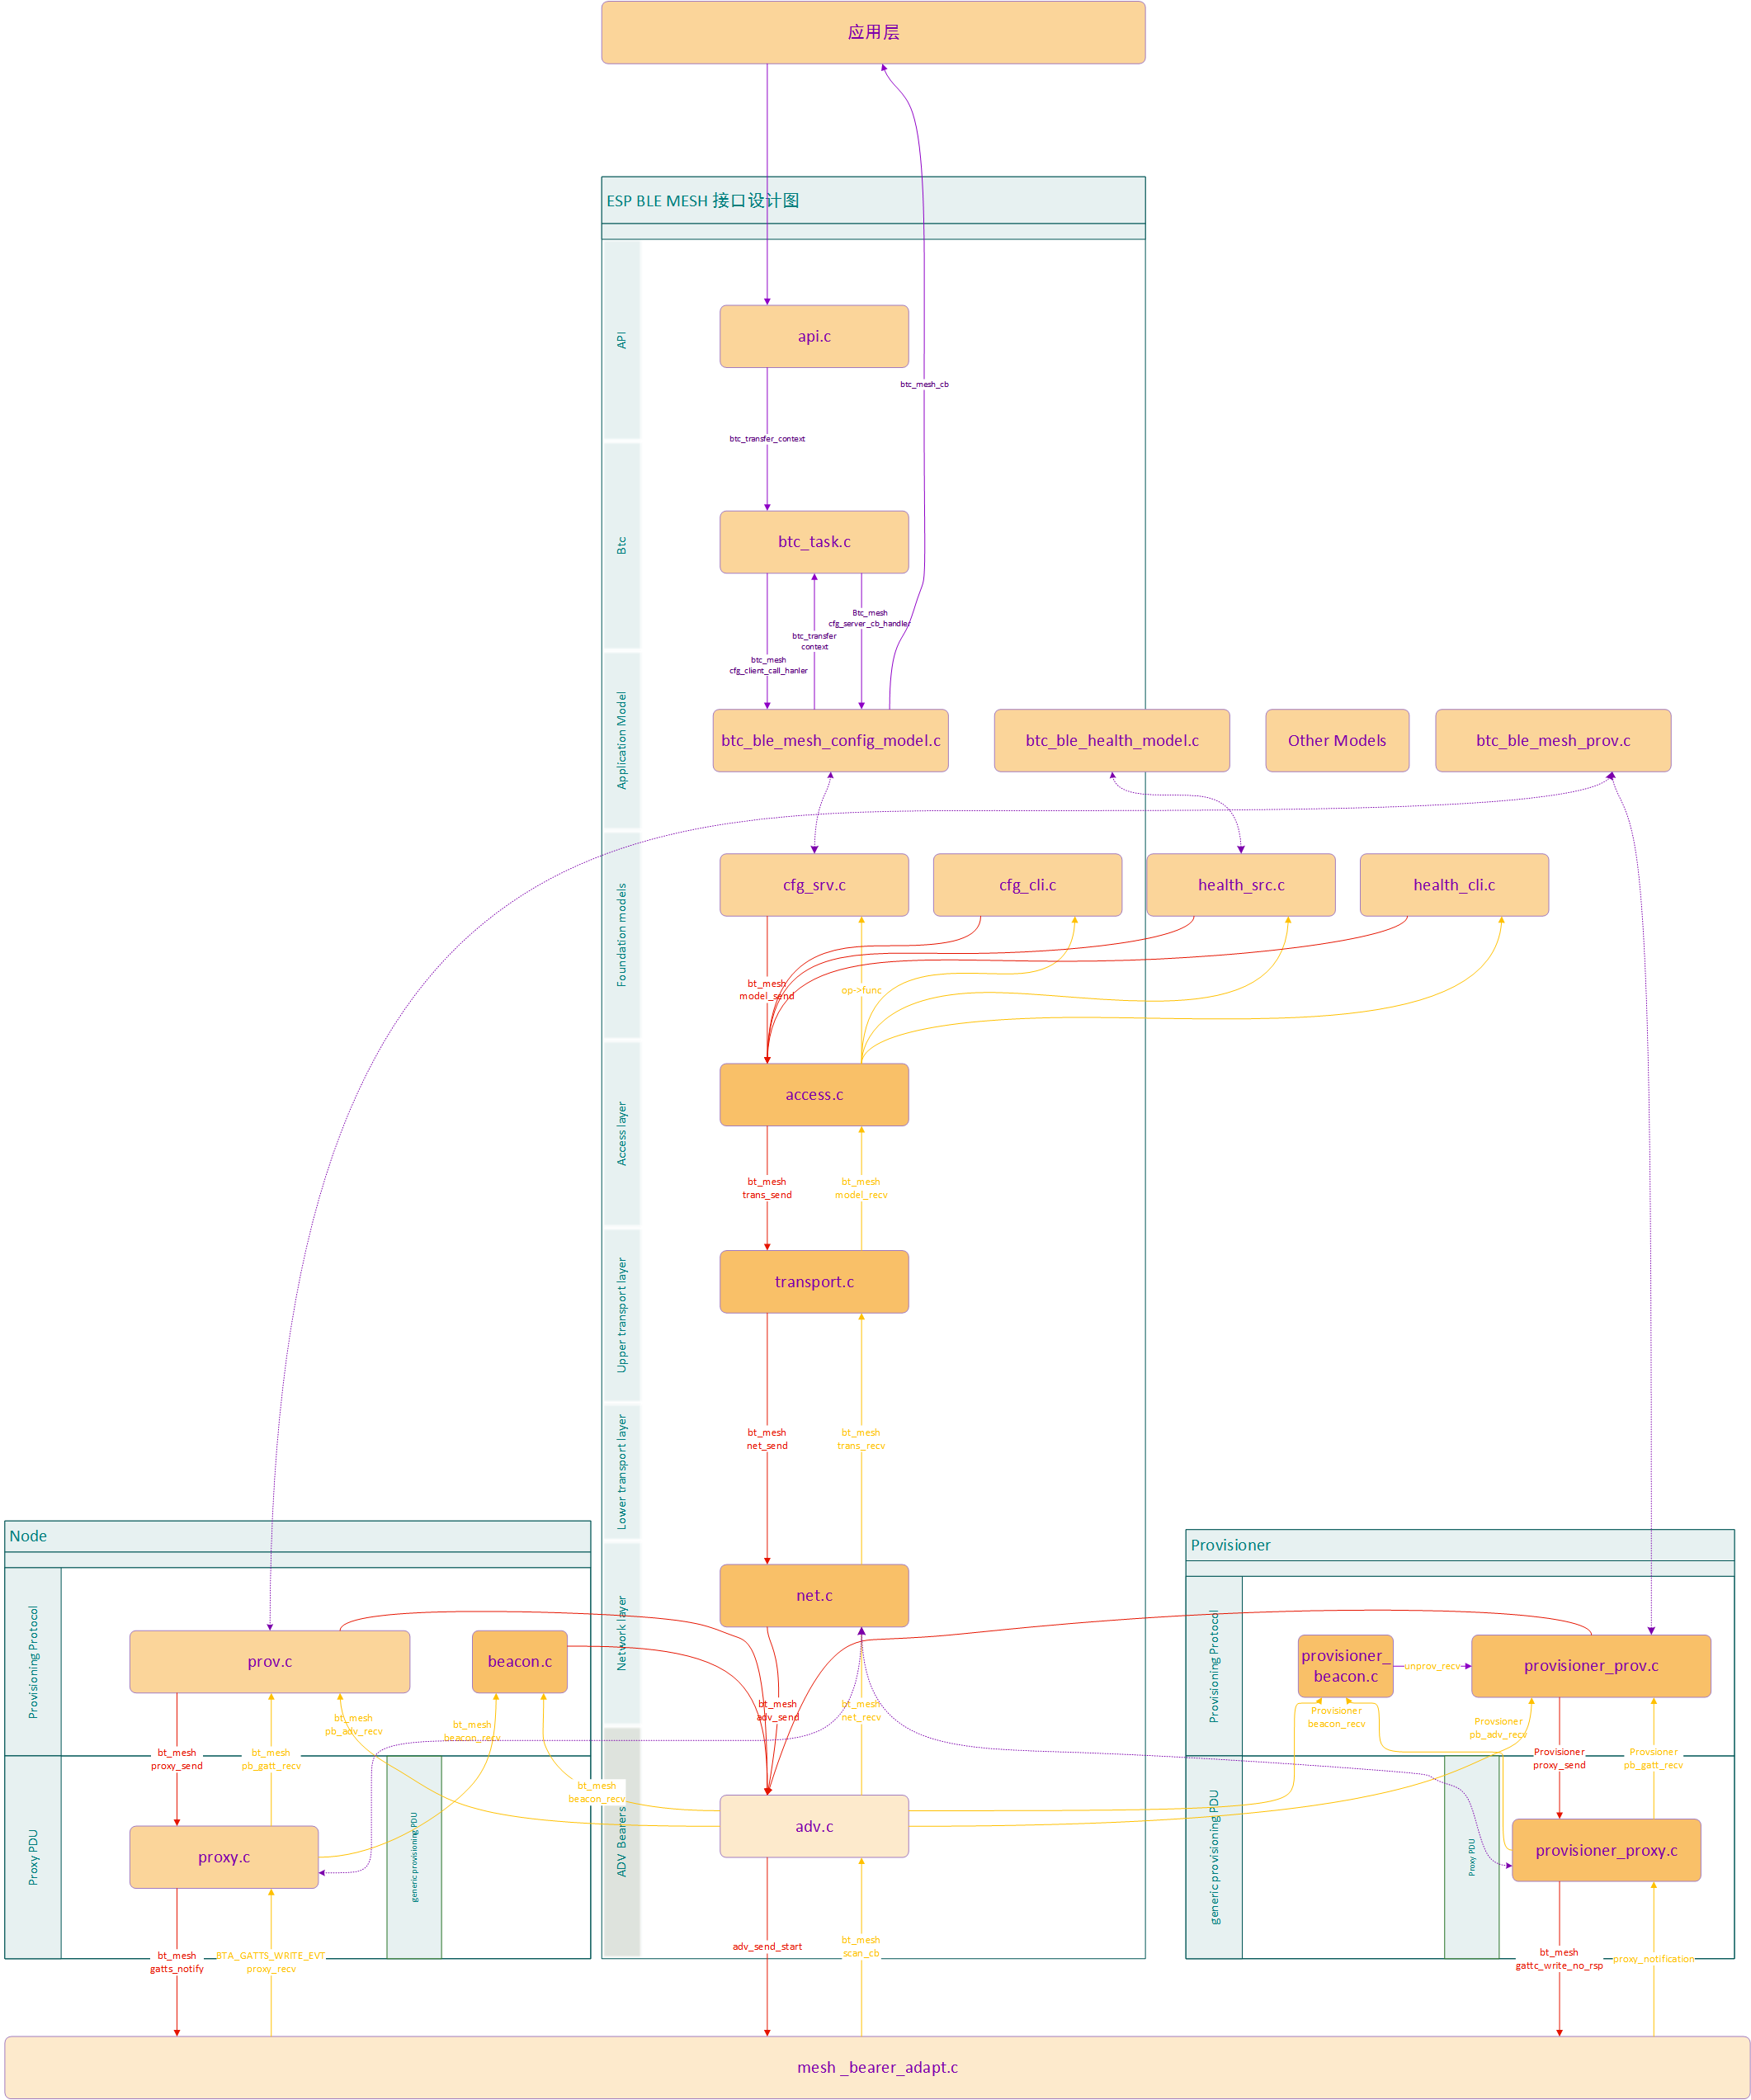 应用层
ESP BLE MESH 接口设计图
API
api.c
btc_mesh_cb
btc_transfer_context
Btc
btc_task.c
Btc_mesh
cfg_server_cb_handler
btc_transfer
context
btc_mesh
cfg_client_call_hanler
Application Model
btc_ble_mesh_config_model.c
btc_ble_health_model.c
Other Models
btc_ble_mesh_prov.c
Foundation models
cfg_srv.c
cfg_cli.c
health_src.c
health_cli.c
bt_mesh
model_send
op->func
Access layer
access.c
bt_mesh
trans_send
bt_mesh
model_recv
Upper transport layer
transport.c
Lower transport layer
bt_mesh
net_send
bt_mesh
trans_recv
Network layer
net.c
bt_mesh
adv_send
bt_mesh
net_recv
ADV Bearers
adv.c
adv_send_start
bt_mesh
scan_cb
Node
Provisioning Protocol
prov.c
beacon.c
bt_mesh
pb_adv_recv
bt_mesh
beacon_recv
bt_mesh
proxy_send
bt_mesh
pb_gatt_recv
bt_mesh
beacon_recv
Proxy PDU
proxy.c
generic provisioning PDU
bt_mesh
gatts_notify
BTA_GATTS_WRITE_EVT
proxy_recv
Provisioner
Provisioning Protocol
provisioner_
beacon.c
unprov_recv
provisioner_prov.c
Provisioner
beacon_recv
Provsioner
pb_adv_recv
Provisioner
proxy_send
Provsioner
pb_gatt_recv
generic provisioning PDU
Proxy PDU
provisioner_proxy.c
bt_mesh
gattc_write_no_rsp
proxy_notification
mesh _bearer_adapt.c